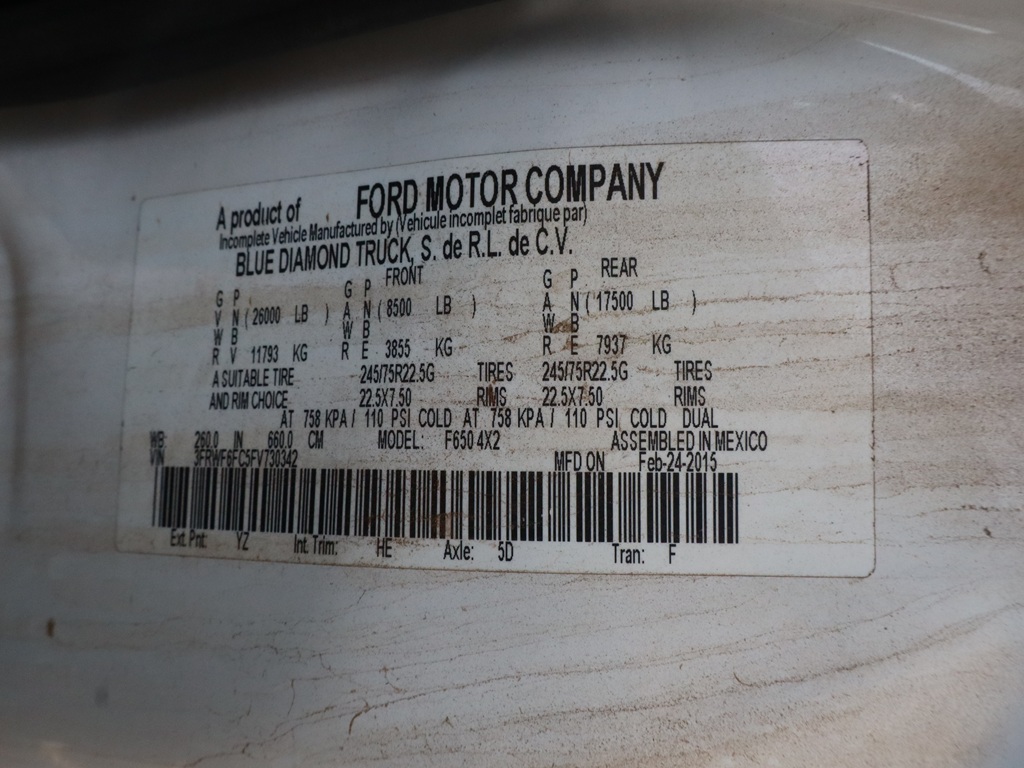 A product of FORD MOTOR COMPANY
Incomplete Vehicle Manufactured by (Vehicule incomplet fabrique par)
BLUE DIAMOND TRUCK, S. de R.L. de C.V.
FRONT REAR
G P G P G P
V N ( 26000 LB ) A N ( 8500 LB ) A N ( 17500 LB )
W B W B W B
R V 11793 KG R E 3855 KG R E 7937 KG
A SUITABLE TIRE 245/75R22.5G TIRES 245/75R22.5G TIRES
AND RIM CHOICE 22.5X7.50 RIMS 22.5X7.50 RIMS
AT 758 KPA / 110 PSI COLD AT 758 KPA / 110 PSI COLD DUAL
WB: 260.0 IN 660.0 CM MODEL: F650 4X2 ASSEMBLED IN MEXICO
VIN 3FRWF6FC5FV730342 MFD ON Feb-24-2015
Ext. Pnt: YZ Int. Trim: HE Axle: 5D Tran: F